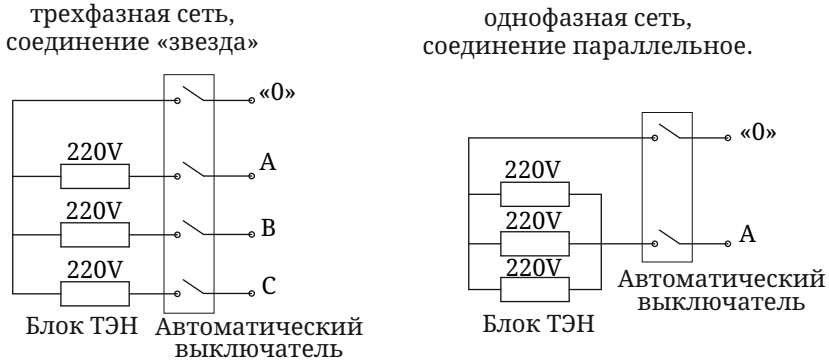 трехфазная сеть,
соединение «звезда»
«0»
220V
A
220V
B
220V
C
Блок ТЭН
Автоматический
выключатель
однофазная сеть,
соединение параллельное.
«0»
220V
220V
A
220V
Автоматический
выключатель
Блок ТЭН